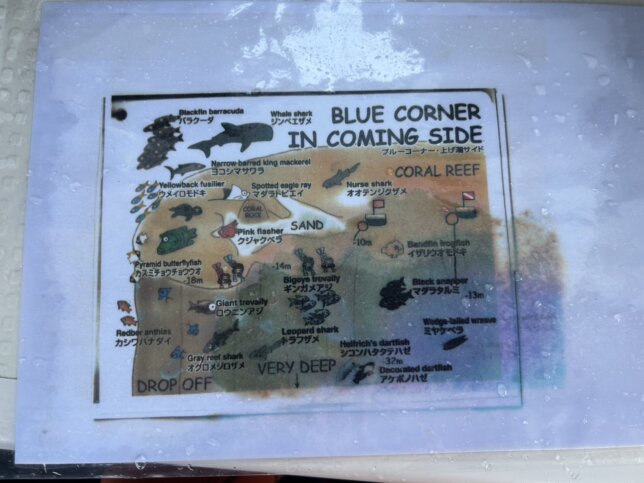 BLUE CORNER
IN COMING SIDE
ブルーコーナー・上げ潮サイド
Blackfin barracuda
バラクーダ
Whale shark
ジンベエザメ
Narrow-barred king mackerel
ヨコシマサワラ
CORAL REEF
Yellowback fusilier
ウメイロモドキ
Spotted eagle ray
マダラトビエイ
Nurse shark
オオテンジクザメ
CORAL
ROCK
SAND
Pink flasher
クジャクベラ
-10m
Bandfin frogfish
イザリウオモドキ
Pyramid butterflyfish
カスミチョウチョウウオ
-18m
-14m
Bigeye trevally
ギンガメアジ
Black snapper
マダラタルミ
-13m
Giant trevally
ロウニンアジ
Redbar anthias
カシワハナダイ
Leopard shark
トラフザメ
Wedge-tailed wrasse
ミヤケベラ
Helfrich's dartfish
シコンハタタテハゼ
-32m
Gray reef shark
オグロメジロザメ
VERY DEEP
Decorated dartfish
アケボノハゼ
DROP OFF